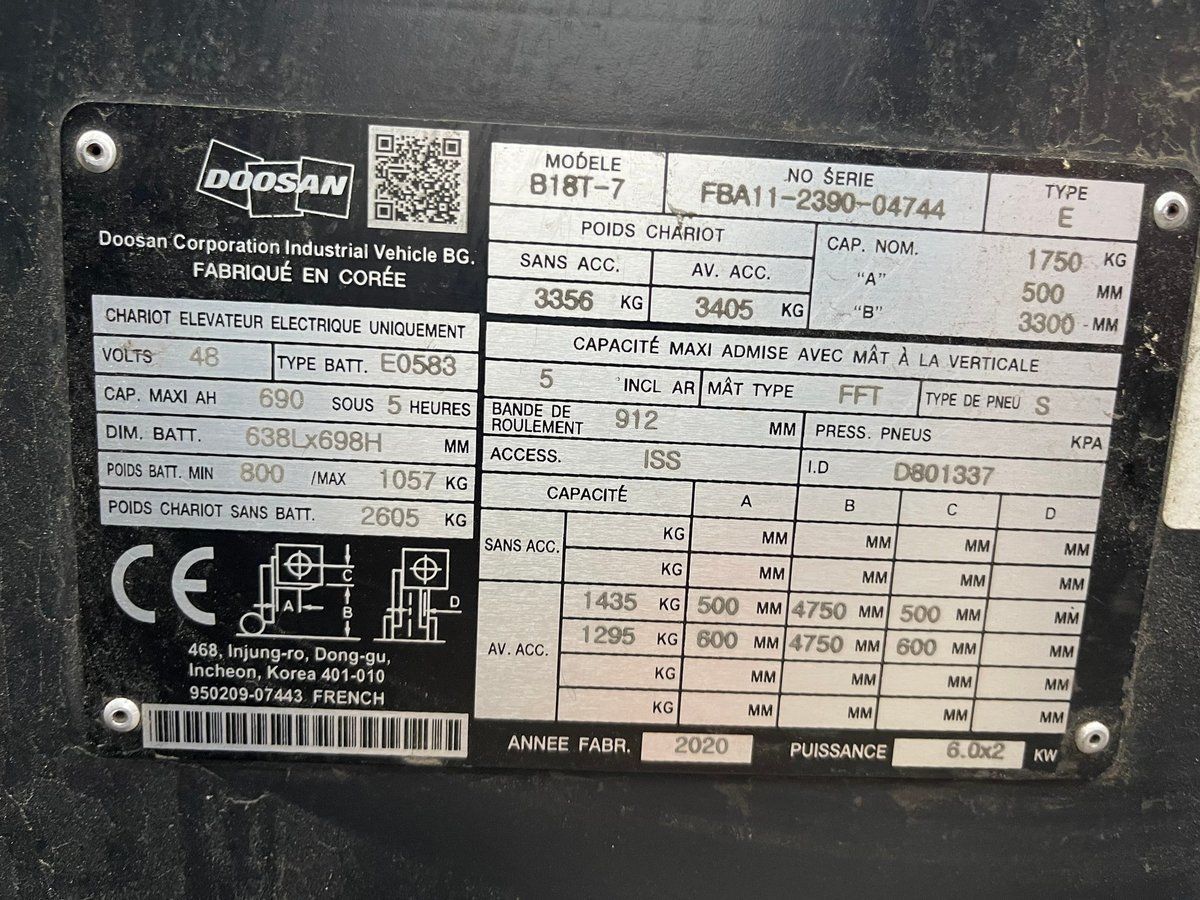 DOOSAN
Doosan Corporation Industrial Vehicle BG.
FABRIQUÉ EN CORÉE
CHARIOT ELEVATEUR ELECTRIQUE UNIQUEMENT
VOLTS 48 TYPE BATT. E0583
CAP. MAXI AH 690 SOUS 5 HEURES
DIM. BATT. 638Lx698H MM
POIDS BATT. MIN 800 /MAX 1057 KG
POIDS CHARIOT SANS BATT. 2605 KG
CE
C
A
B
D
468, Injung-ro, Dong-gu,
Incheon, Korea 401-010
950209-07443 FRENCH
MODELE NO SERIE TYPE
B18T-7 FBA11-2390-04744 E
POIDS CHARIOT
SANS ACC. AV. ACC.
3356 KG 3405 KG
CAP. NOM. 1750 KG
"A" 500 MM
"B" 3300 MM
CAPACITÉ MAXI ADMISE AVEC MÂT À LA VERTICALE
5 INCL AR MÂT TYPE FFT TYPE DE PNEU S
BANDE DE
ROULEMENT 912 MM PRESS. PNEUS KPA
ACCESS. ISS I.D D801337
CAPACITÉ A B C D
SANS ACC. KG MM MM MM MM
KG MM MM MM MM
AV. ACC. 1435 KG 500 MM 4750 MM 500 MM MM
1295 KG 600 MM 4750 MM 600 MM MM
KG MM MM MM MM
KG MM MM MM MM
ANNEE FABR. 2020 PUISSANCE 6.0x2 KW